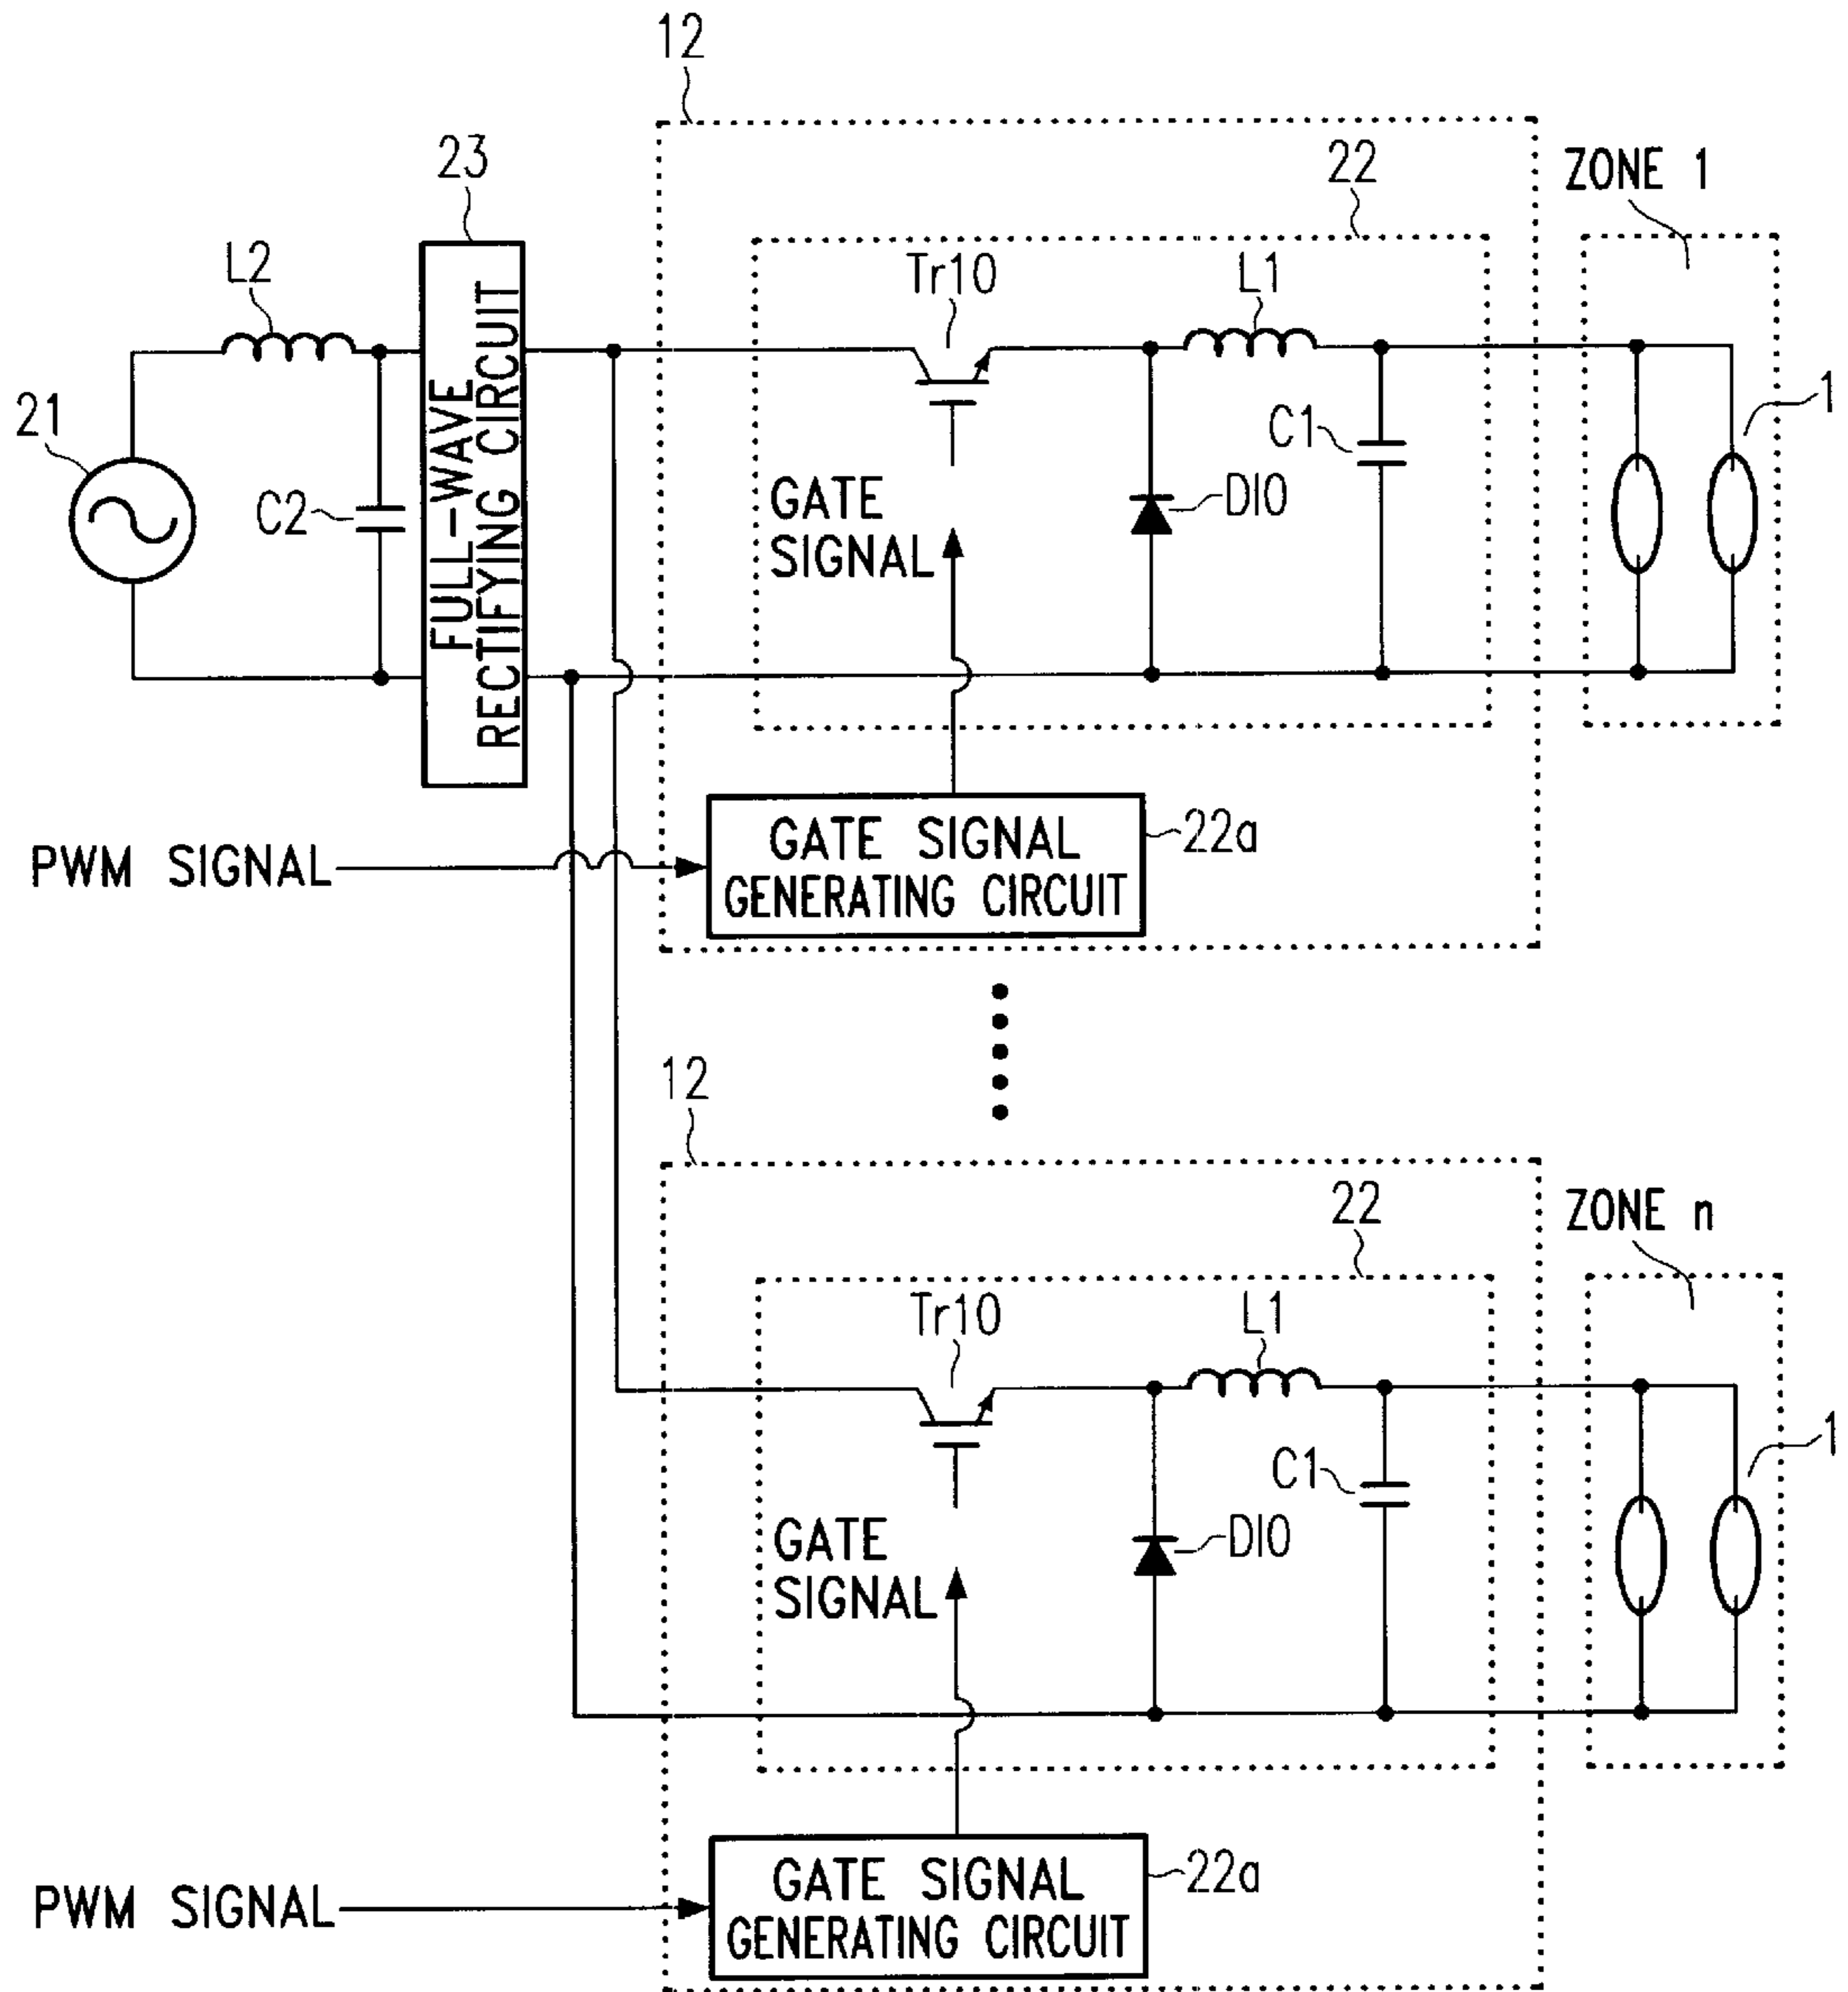 12
23
22
ZONE 1
L2
Tr10
L1
21
C2
FULL-WAVE
RECTIFYING CIRCUIT
GATE
SIGNAL
DIO
C1
1
PWM SIGNAL
GATE SIGNAL
GENERATING CIRCUIT
22a
12
22
ZONE n
Tr10
L1
C1
1
GATE
SIGNAL
DIO
PWM SIGNAL
GATE SIGNAL
GENERATING CIRCUIT
22a